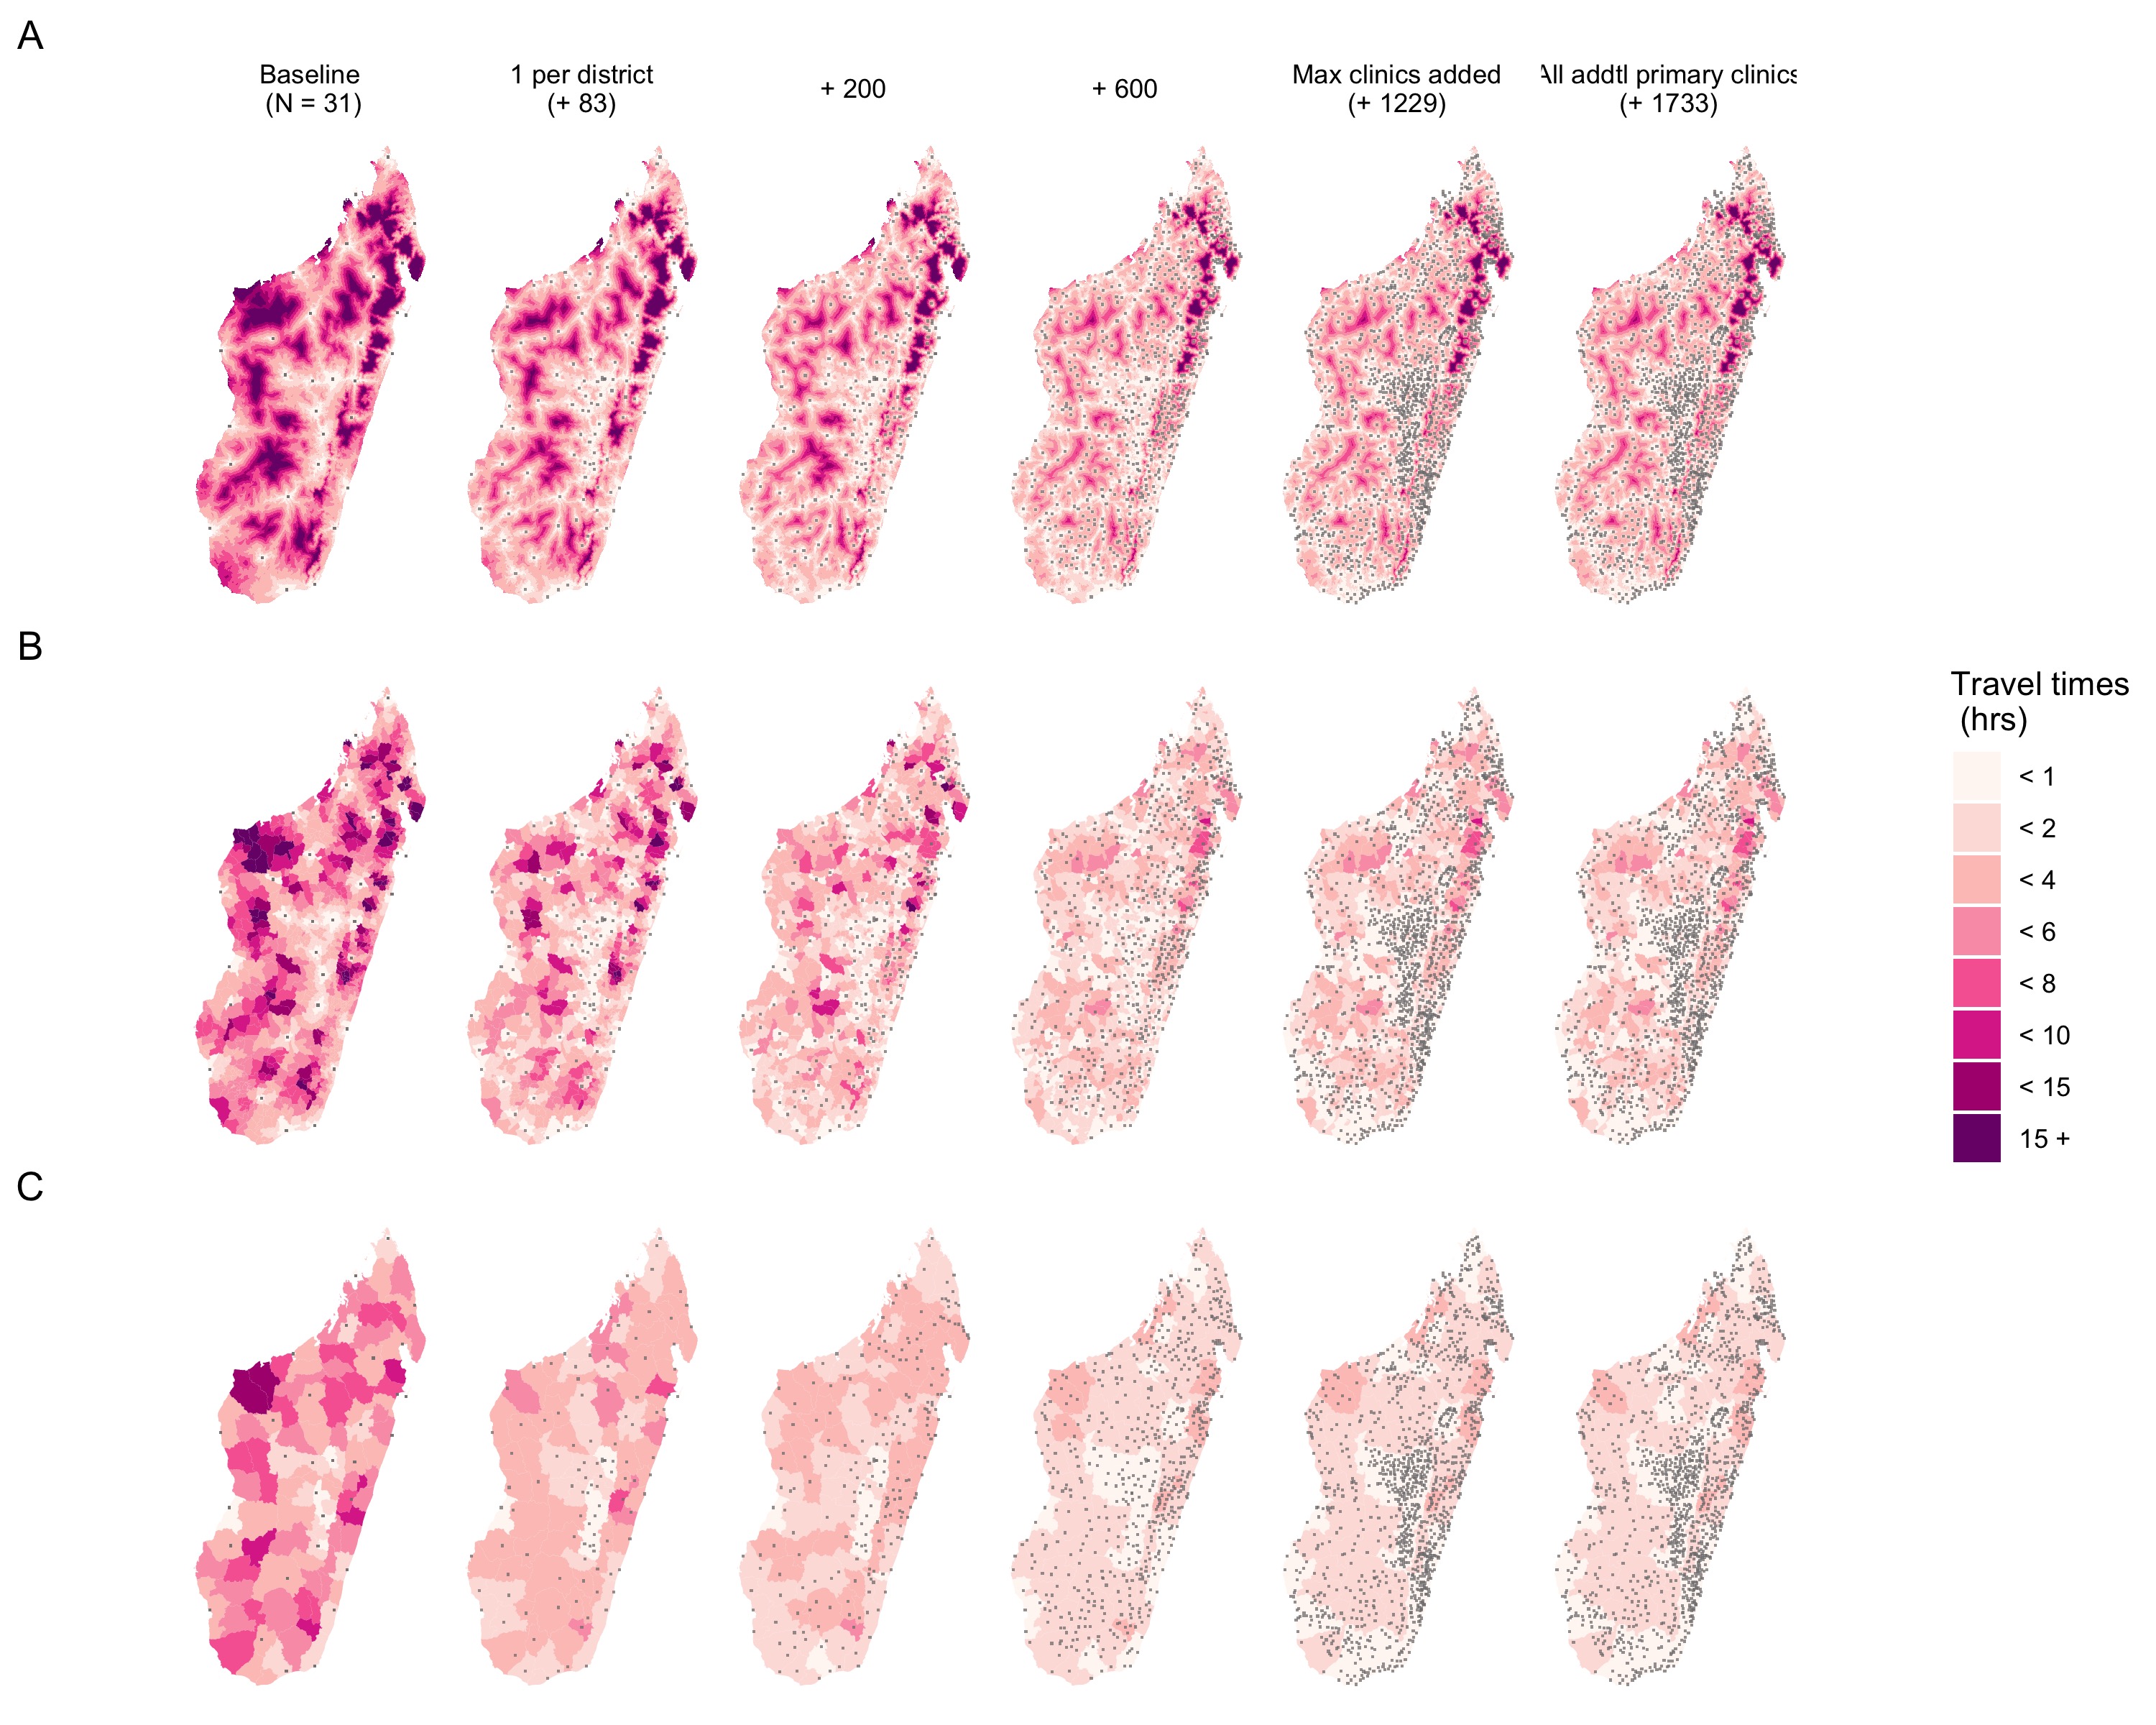 A
Baseline
(N = 31)
1 per district
(+ 83)
+ 200
+ 600
Max clinics added
(+ 1229)
All addtl primary clinics
(+ 1733)
B
Travel times
(hrs)
< 1
< 2
< 4
< 6
< 8
< 10
< 15
15 +
C